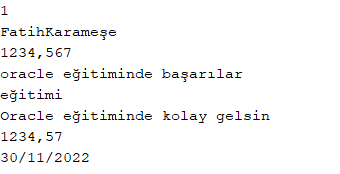 1
FatihKarameşe
1234,567
oracle eğitiminde başarılar
eğitimi
Oracle eğitiminde kolay gelsin
1234,57
30/11/2022